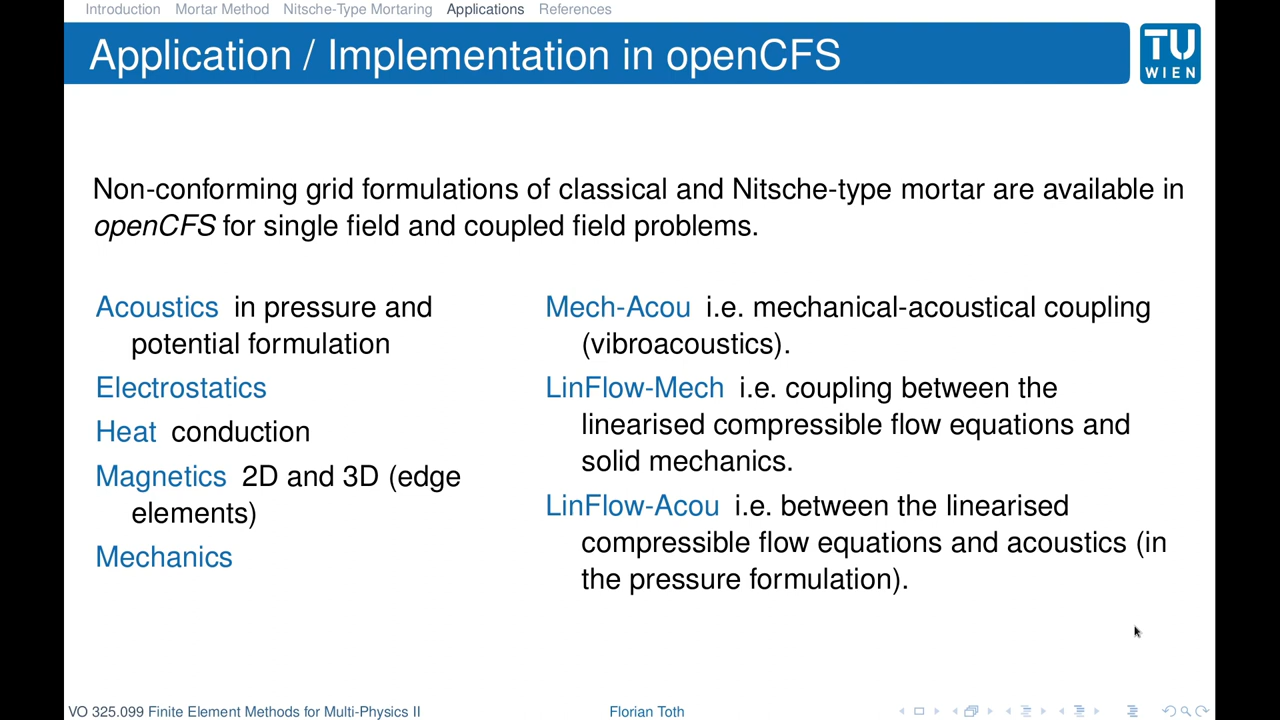 Introduction Mortar Method Nitsche-Type Mortaring Applications References
Application / Implementation in openCFS
TU
WIEN
Non-conforming grid formulations of classical and Nitsche-type mortar are available in
openCFS for single field and coupled field problems.
Acoustics in pressure and
potential formulation
Electrostatics
Heat conduction
Magnetics 2D and 3D (edge
elements)
Mechanics
Mech-Acou i.e. mechanical-acoustical coupling
(vibroacoustics).
LinFlow-Mech i.e. coupling between the
linearised compressible flow equations and
solid mechanics.
LinFlow-Acou i.e. between the linearised
compressible flow equations and acoustics (in
the pressure formulation).
VO 325.099 Finite Element Methods for Multi-Physics II
Florian Toth